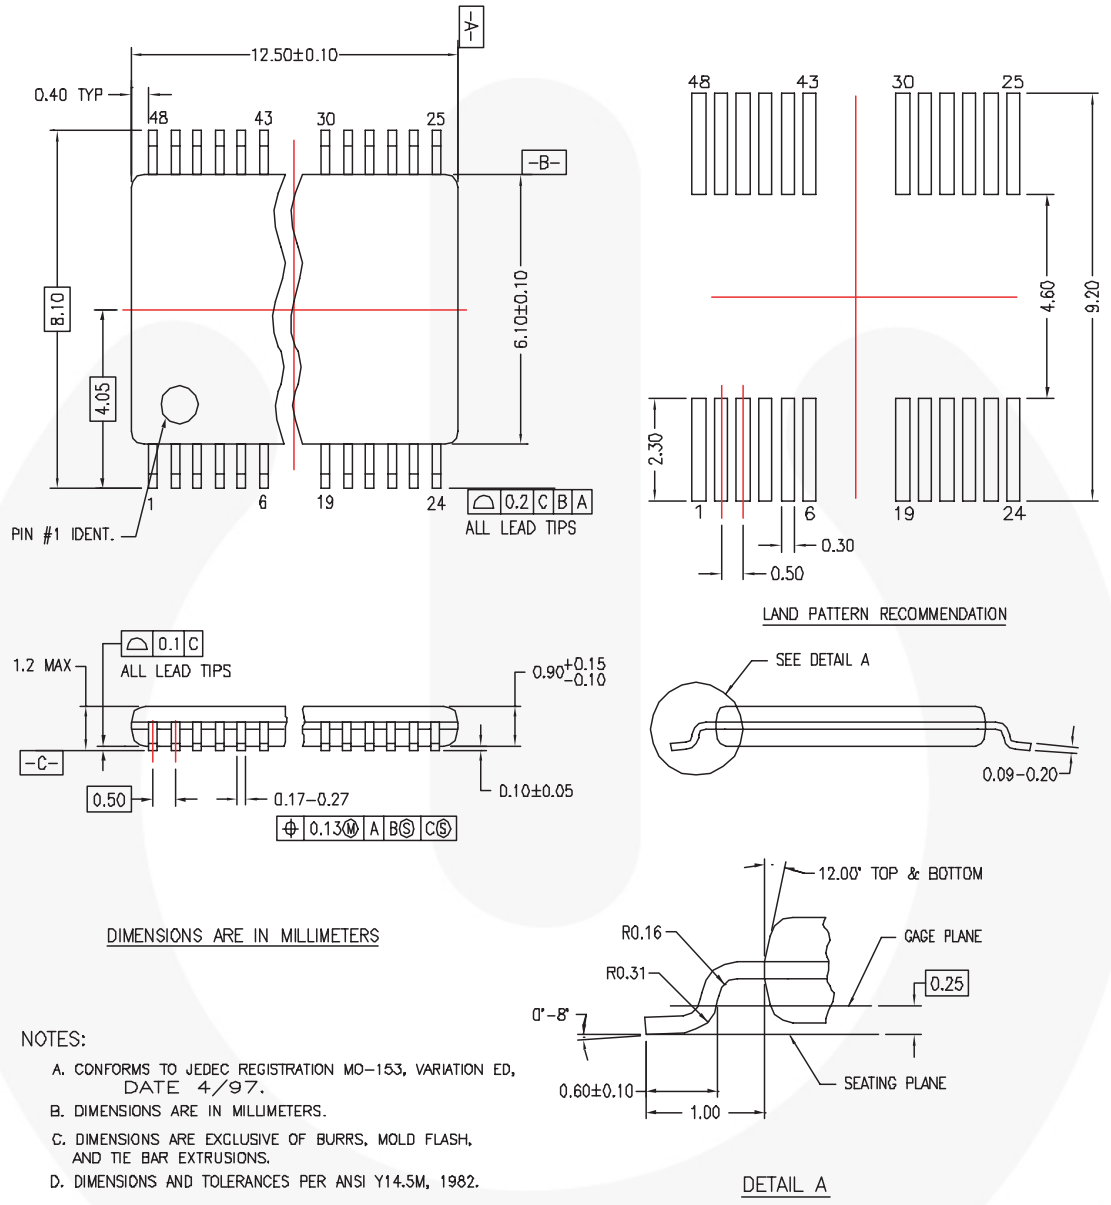 -A-
12.50±0.10
0.40 TYP
48 43 30 25
-B-
8.10
4.05
6.10±0.10
1 6 19 24
PIN #1 IDENT.
0.2 C B A
ALL LEAD TIPS
48 43 30 25
4.60
9.20
2.30
1 6 19 24
0.30
0.50
LAND PATTERN RECOMMENDATION
0.1 C
ALL LEAD TIPS
1.2 MAX
0.90 +0.15
-0.10
-C-
0.50
0.17-0.27
0.10±0.05
0.13Ⓜ A BⓈ CⓈ
SEE DETAIL A
0.09-0.20
DIMENSIONS ARE IN MILLIMETERS
12.00° TOP & BOTTOM
R0.16
R0.31
GAGE PLANE
0.25
0°-8°
SEATING PLANE
0.60±0.10
1.00
DETAIL A
NOTES:
A. CONFORMS TO JEDEC REGISTRATION MO-153, VARIATION ED,
DATE 4/97.
B. DIMENSIONS ARE IN MILLIMETERS.
C. DIMENSIONS ARE EXCLUSIVE OF BURRS, MOLD FLASH,
AND TIE BAR EXTRUSIONS.
D. DIMENSIONS AND TOLERANCES PER ANSI Y14.5M, 1982.